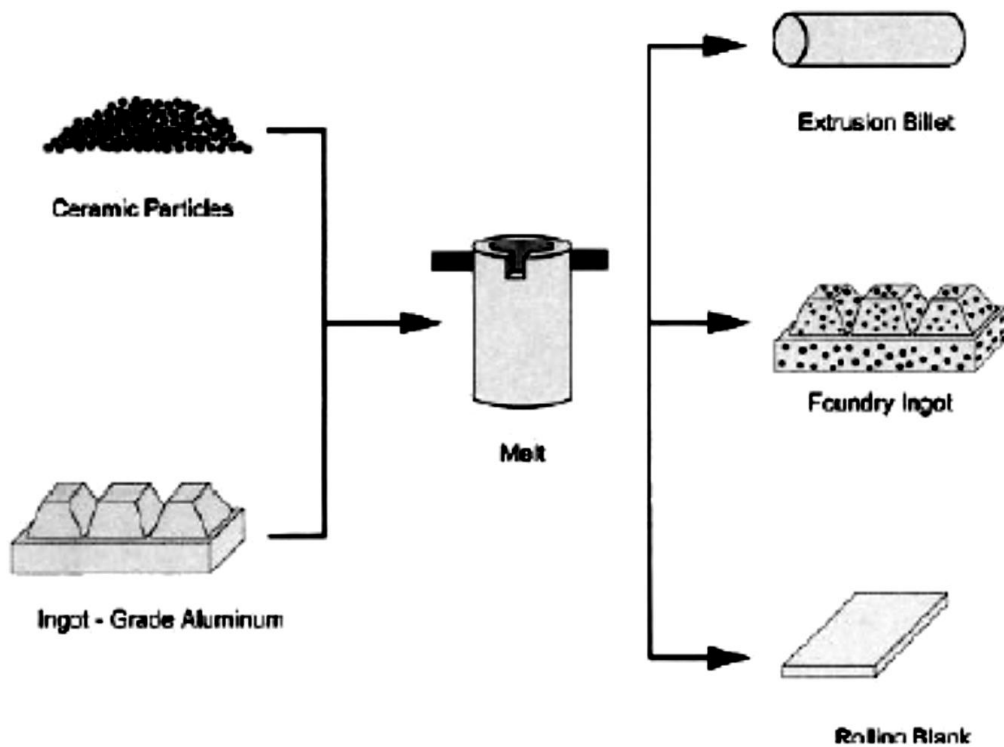 Ceramic Particles
Ingot - Grade Aluminum
Melt
Extrusion Billet
Foundry Ingot
Rolling Blank